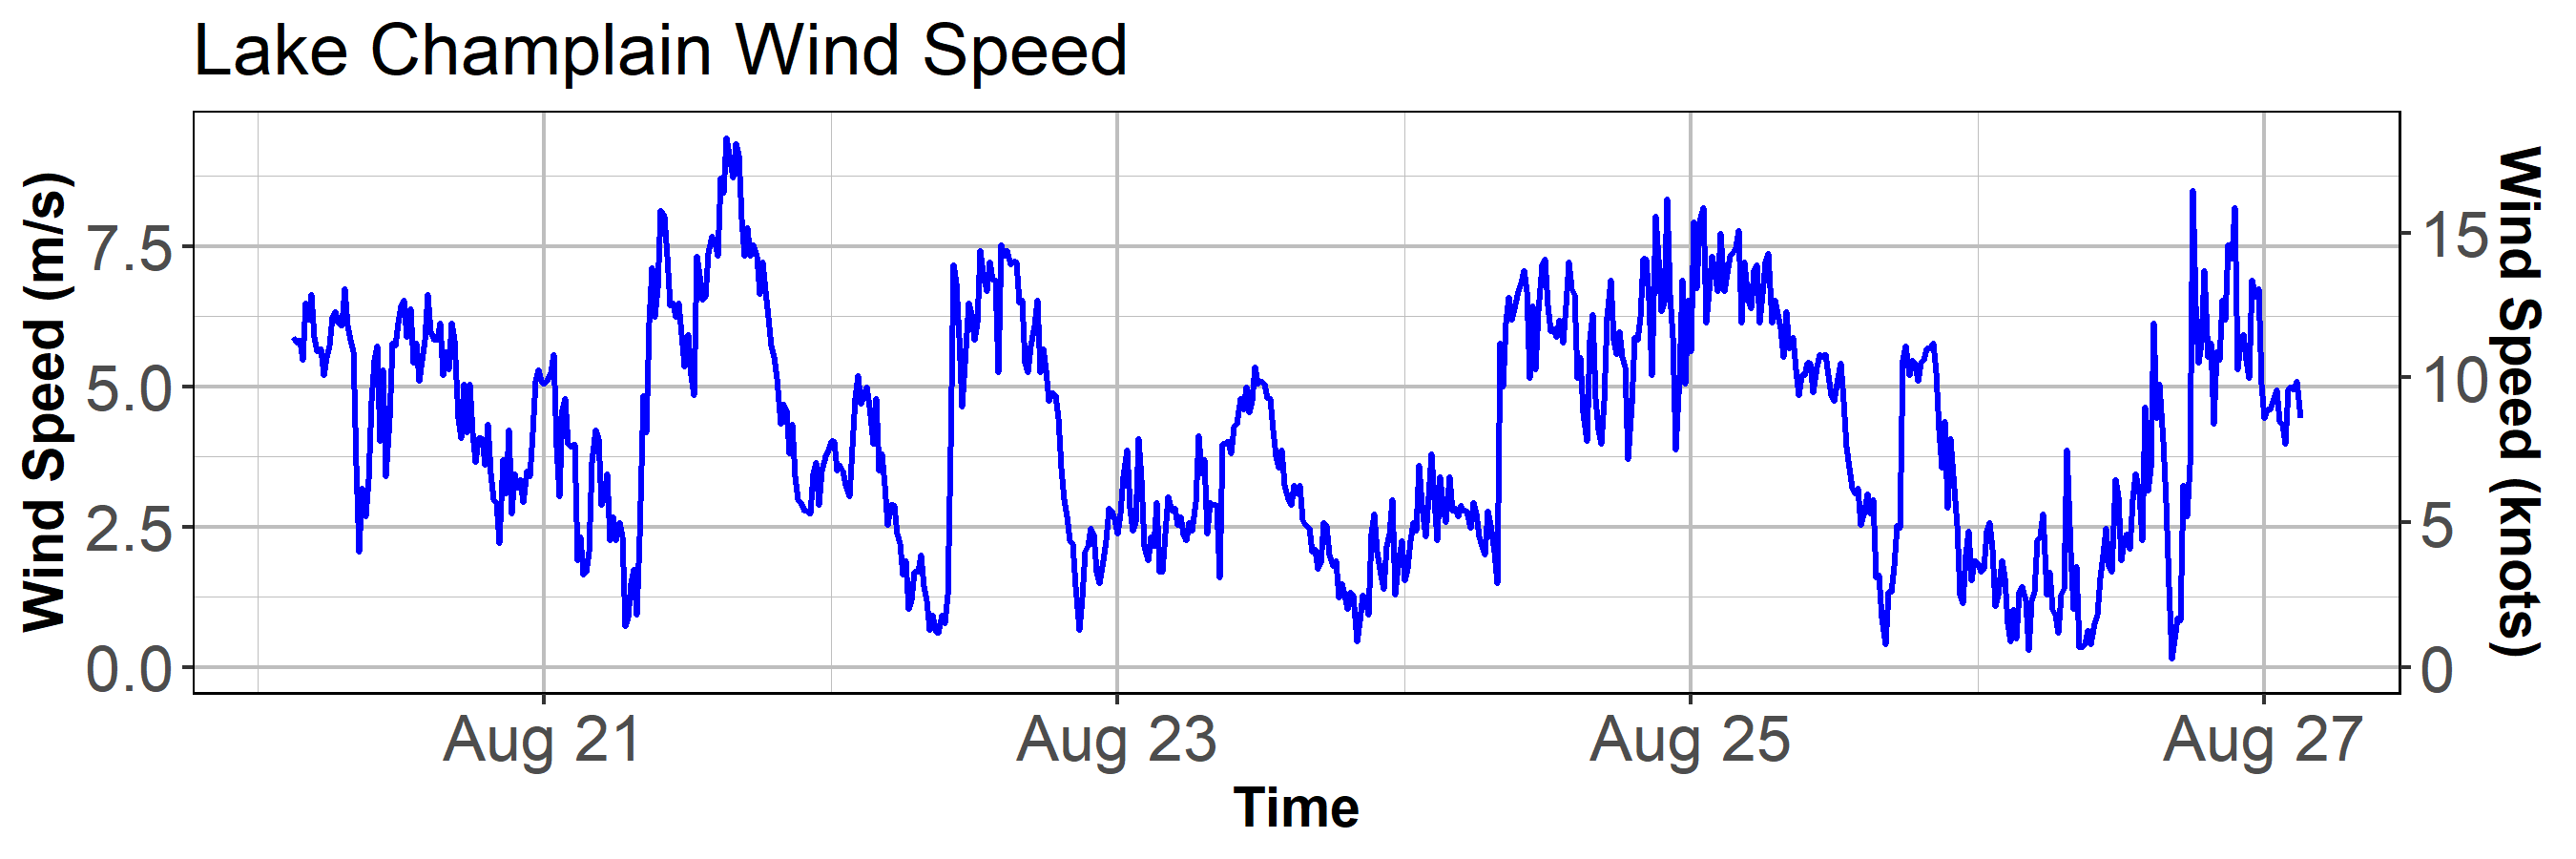 Lake Champlain Wind Speed
Wind Speed (m/s)
7.5
5.0
2.5
0.0
15
10
5
0
Wind Speed (knots)
Aug 21
Aug 23
Aug 25
Aug 27
Time